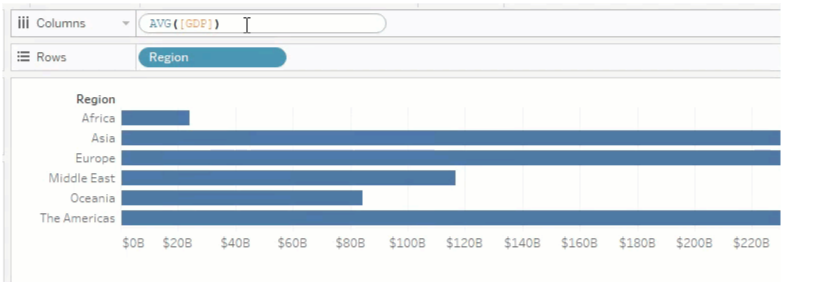 Columns AVG([GDP])
Rows Region
Region
Africa
Asia
Europe
Middle East
Oceania
The Americas
$0B $20B $40B $60B $80B $100B $120B $140B $160B $180B $200B $220B